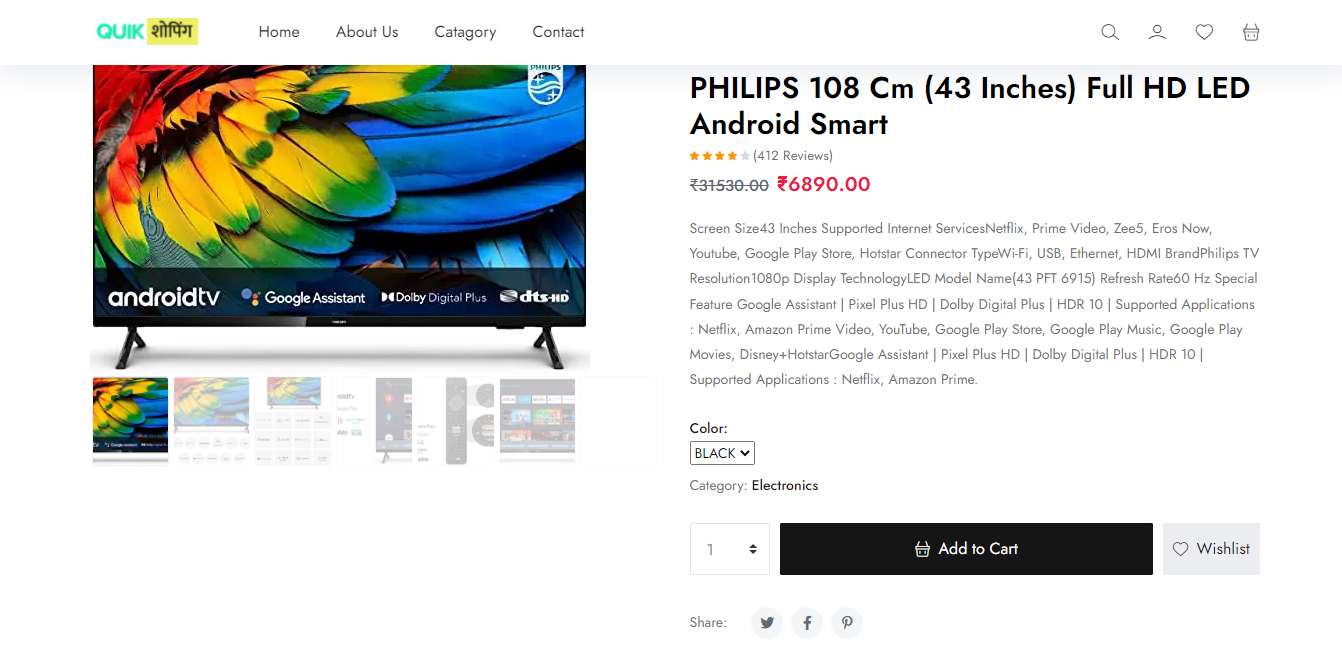 QUIK शोपिंग
Home
About Us
Catagory
Contact
PHILIPS
androidtv
Google Assistant
Dolby Digital Plus
dts-HD
PHILIPS 108 Cm (43 Inches) Full HD LED
Android Smart
(412 Reviews)
₹31530.00 ₹6890.00
Screen Size43 Inches Supported Internet ServicesNetflix, Prime Video, Zee5, Eros Now,
Youtube, Google Play Store, Hotstar Connector TypeWi-Fi, USB, Ethernet, HDMI BrandPhilips TV
Resolution1080p Display TechnologyLED Model Name(43 PFT 6915) Refresh Rate60 Hz Special
Feature Google Assistant | Pixel Plus HD | Dolby Digital Plus | HDR 10 | Supported Applications
: Netflix, Amazon Prime Video, YouTube, Google Play Store, Google Play Music, Google Play
Movies, Disney+HotstarGoogle Assistant | Pixel Plus HD | Dolby Digital Plus | HDR 10 |
Supported Applications : Netflix, Amazon Prime.
Color:
BLACK
Category: Electronics
1
Add to Cart
Wishlist
Share: